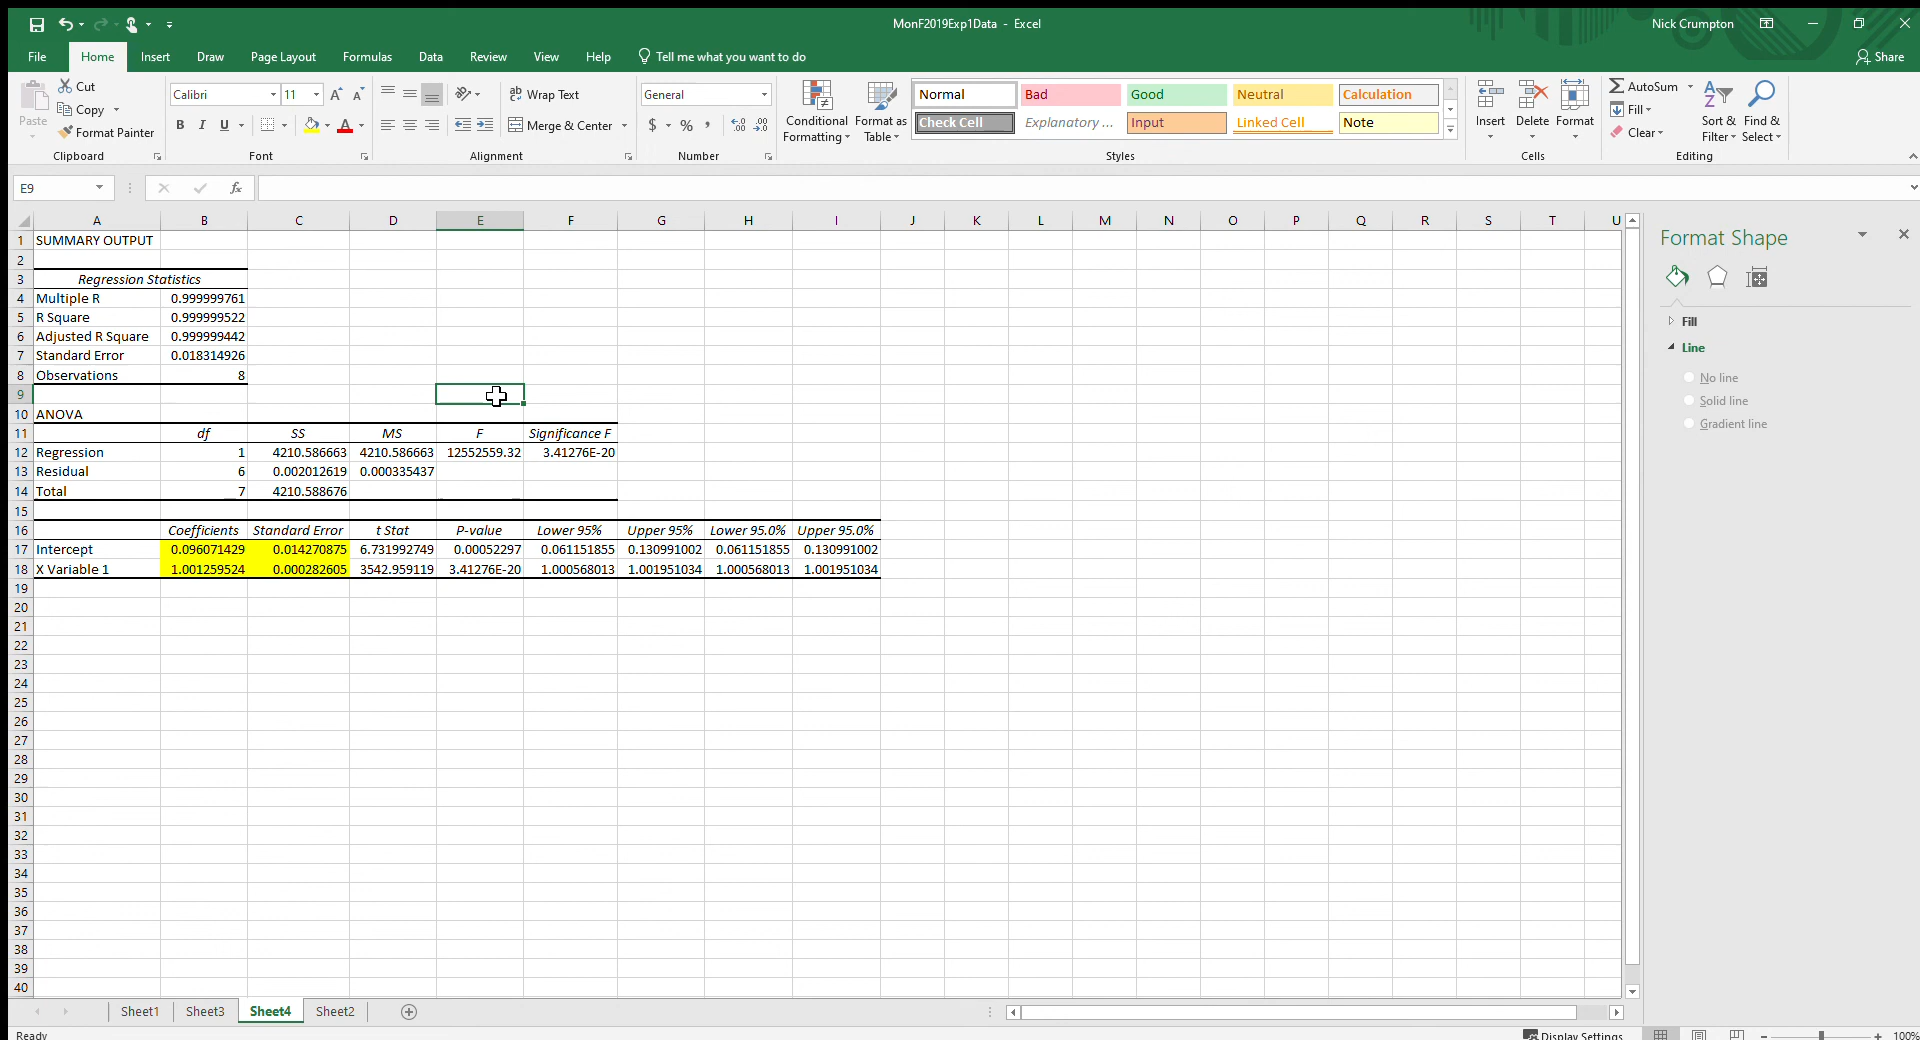 MonF2019Exp1Data - Excel
Nick Crumpton
File Home Insert Draw Page Layout Formulas Data Review View Help Tell me what you want to do
Share
Paste
Cut
Copy
Format Painter
Clipboard
Calibri 11
B I U
Font
Wrap Text
Merge & Center
Alignment
General
$ % ,
Number
Conditional Formatting
Format as Table
Normal Bad Good Neutral Calculation
Check Cell Explanatory ... Input Linked Cell Note
Styles
Insert Delete Format
Cells
AutoSum
Fill
Clear
Sort & Filter
Find & Select
Editing
E9
fx
A B C D E F G H I J K L M N O P Q R S T U
1 SUMMARY OUTPUT
2
3 Regression Statistics
4 Multiple R 0.999999761
5 R Square 0.999999522
6 Adjusted R Square 0.999999442
7 Standard Error 0.018314926
8 Observations 8
9
10 ANOVA
11 df SS MS F Significance F
12 Regression 1 4210.586663 4210.586663 12552559.32 3.41276E-20
13 Residual 6 0.002012619 0.000335437
14 Total 7 4210.588676
15
16 Coefficients Standard Error t Stat P-value Lower 95% Upper 95% Lower 95.0% Upper 95.0%
17 Intercept 0.096071429 0.014270875 6.731992749 0.00052297 0.061151855 0.130991002 0.061151855 0.130991002
18 X Variable 1 1.001259524 0.000282605 3542.959119 3.41276E-20 1.000568013 1.001951034 1.000568013 1.001951034
19
20
21
22
23
24
25
26
27
28
29
30
31
32
33
34
35
36
37
38
39
40
Format Shape
Fill
Line
No line
Solid line
Gradient line
Sheet1 Sheet3 Sheet4 Sheet2
Ready
Display Settings
100%